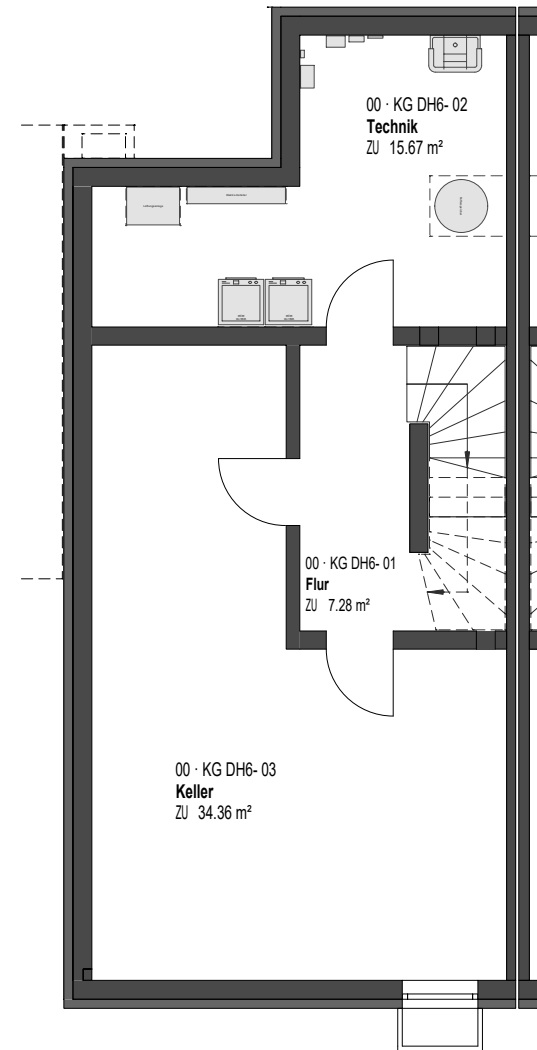 00 · KG DH6- 02
Technik
ZU 15.67 m²
00 · KG DH6- 01
Flur
ZU 7.28 m²
00 · KG DH6- 03
Keller
ZU 34.36 m²